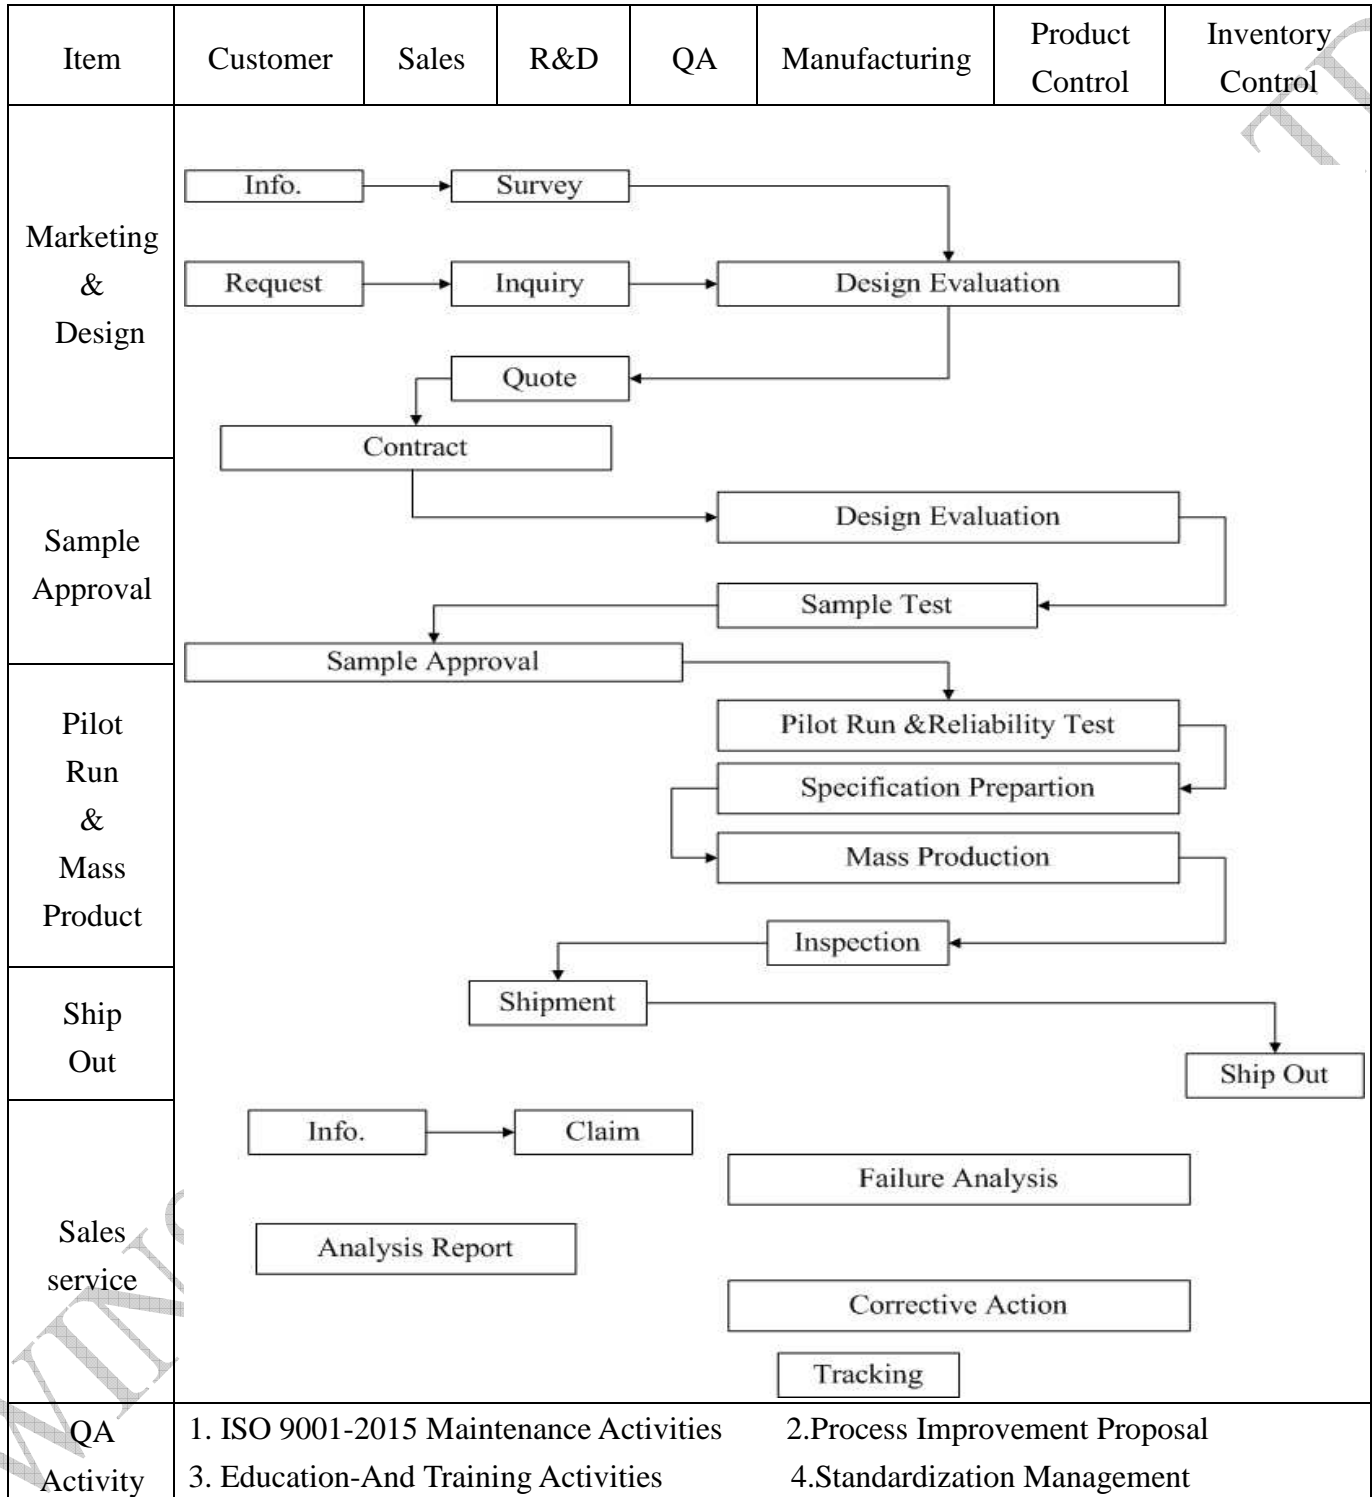 Item Customer Sales R&D QA Manufacturing Product Control Inventory Control
Marketing
&
Design
Info. Survey
Request Inquiry Design Evaluation
Quote
Contract
Sample
Approval
Design Evaluation
Sample Test
Sample Approval
Pilot
Run
&
Mass
Product
Pilot Run &Reliability Test
Specification Prepartion
Mass Production
Inspection
Ship
Out
Shipment
Ship Out
Sales
service
Info. Claim
Failure Analysis
Analysis Report
Corrective Action
Tracking
QA
Activity
1. ISO 9001-2015 Maintenance Activities 2.Process Improvement Proposal
3. Education-And Training Activities 4.Standardization Management